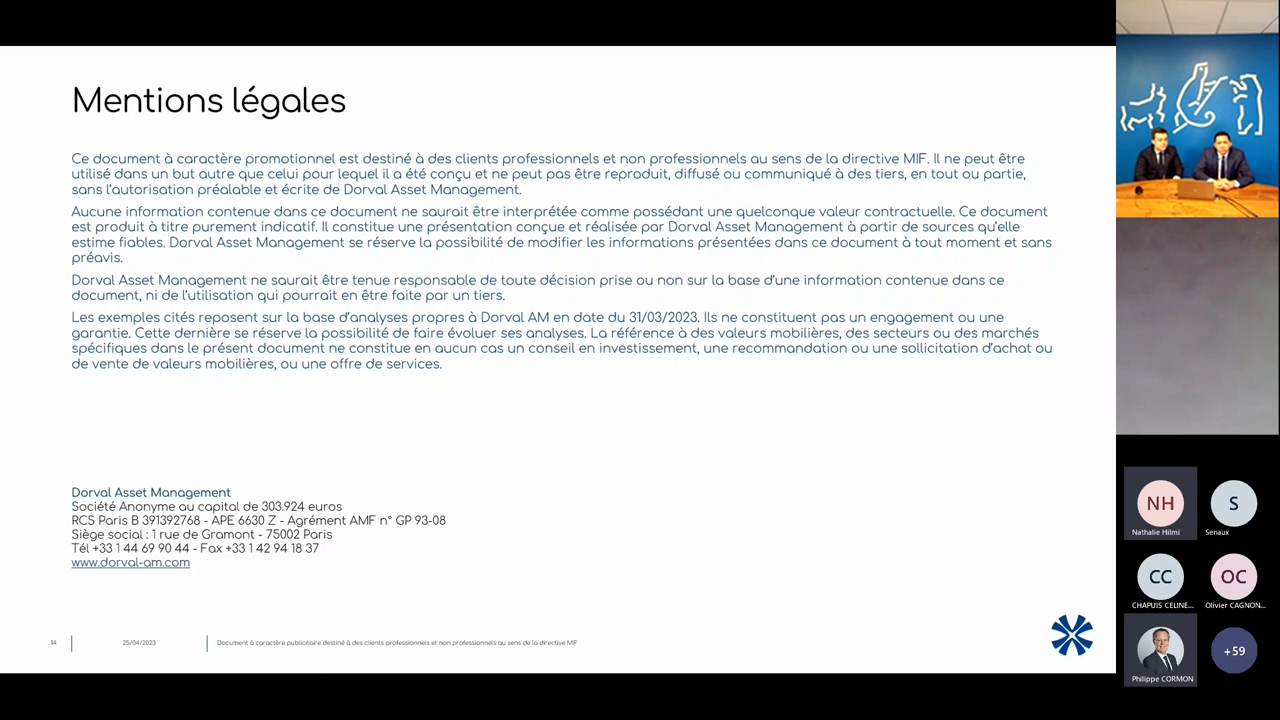 Mentions légales
Ce document à caractère promotionnel est destiné à des clients professionnels et non professionnels au sens de la directive MIF. Il ne peut être
utilisé dans un but autre que celui pour lequel il a été conçu et ne peut pas être reproduit, diffusé ou communiqué à des tiers, en tout ou partie,
sans l'autorisation préalable et écrite de Dorval Asset Management.
Aucune information contenue dans ce document ne saurait être interprétée comme possédant une quelconque valeur contractuelle. Ce document
est produit à titre purement indicatif. Il constitue une présentation conçue et réalisée par Dorval Asset Management à partir de sources qu'elle
estime fiables. Dorval Asset Management se réserve la possibilité de modifier les informations présentées dans ce document à tout moment et sans
préavis.
Dorval Asset Management ne saurait être tenue responsable de toute décision prise ou non sur la base d'une information contenue dans ce
document, ni de l'utilisation qui pourrait en être faite par un tiers.
Les exemples cités reposent sur la base d'analyses propres à Dorval AM en date du 31/03/2023. Ils ne constituent pas un engagement ou une
garantie. Cette dernière se réserve la possibilité de faire évoluer ses analyses. La référence à des valeurs mobilières, des secteurs ou des marchés
spécifiques dans le présent document ne constitue en aucun cas un conseil en investissement, une recommandation ou une sollicitation d'achat ou
de vente de valeurs mobilières, ou une offre de services.
Dorval Asset Management
Société Anonyme au capital de 303.924 euros
RCS Paris B 391392768 - APE 6630 Z - Agrément AMF n° GP 93-08
Siège social : 1 rue de Gramont - 75002 Paris
Tél +33 1 44 69 90 44 - Fax +33 1 42 94 18 37
www.dorval-am.com
14
25/04/2023
Document à caractère publicitaire destiné à des clients professionnels et non professionnels au sens de la directive MIF
NH
Nathalie Hilmi
S
Senaux
CC
CHAPUIS CELINE...
OC
Olivier CAGNON...
Philippe CORMON
+59